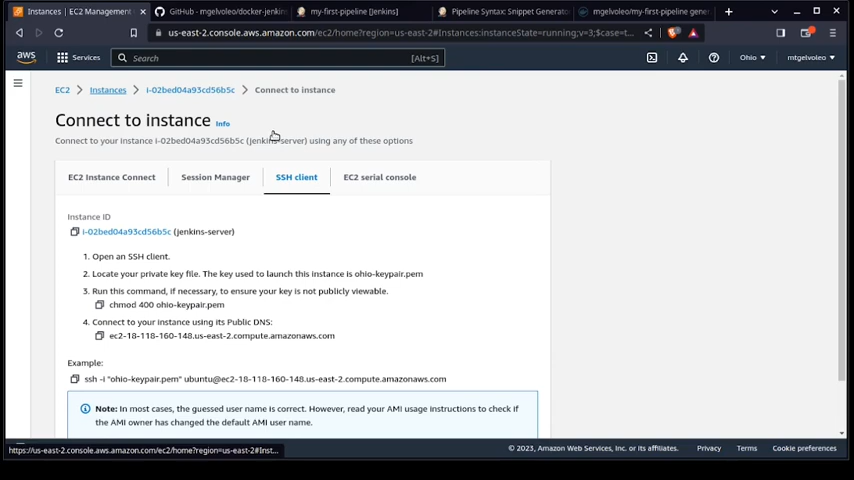 Instances | EC2 Management
GitHub - mgelvoleo/docker-jenkin
my-first-pipeline [Jenkins]
Pipeline Syntax: Snippet Generato
mgelvoleo/my-first-pipeline gene
us-east-2.console.aws.amazon.com/ec2/home?region=us-east-2#Instances:instanceState=running;v=3;$case=t...
aws
Services
Search
[Alt+S]
Ohio
mtgelvoleo
EC2 > Instances > i-02bed04a93cd56b5c > Connect to instance
Connect to instance Info
Connect to your instance i-02bed04a93cd56b5c (jenkins-server) using any of these options
EC2 Instance Connect
Session Manager
SSH client
EC2 serial console
Instance ID
i-02bed04a93cd56b5c (jenkins-server)
1. Open an SSH client.
2. Locate your private key file. The key used to launch this instance is ohio-keypair.pem
3. Run this command, if necessary, to ensure your key is not publicly viewable.
chmod 400 ohio-keypair.pem
4. Connect to your instance using its Public DNS:
ec2-18-118-160-148.us-east-2.compute.amazonaws.com
Example:
ssh -i "ohio-keypair.pem" ubuntu@ec2-18-118-160-148.us-east-2.compute.amazonaws.com
Note: In most cases, the guessed user name is correct. However, read your AMI usage instructions to check if
the AMI owner has changed the default AMI user name.
https://us-east-2.console.aws.amazon.com/ec2/home?region=us-east-2#Inst...
© 2023, Amazon Web Services, Inc. or its affiliates.
Privacy
Terms
Cookie preferences